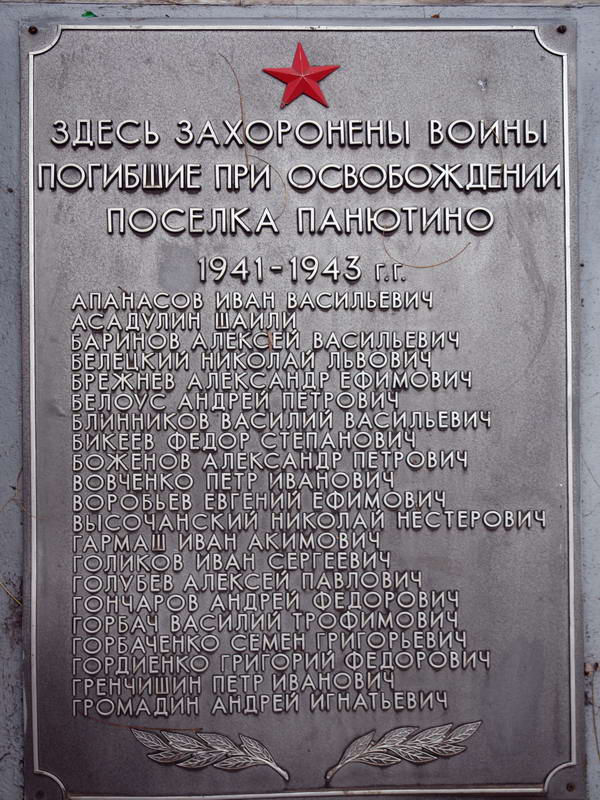 ЗДЕСЬ ЗАХОРОНЕНЫ ВОИНЫ
ПОГИБШИЕ ПРИ ОСВОБОЖДЕНИИ
ПОСЕЛКА ПАНЮТИНО
1941-1943 г.г.
АПАНАСОВ ИВАН ВАСИЛЬЕВИЧ
АСАДУЛИН ШАИЛИ
БАРИНОВ АЛЕКСЕЙ ВАСИЛЬЕВИЧ
БЕЛЕЦКИЙ НИКОЛАЙ ЛЬВОВИЧ
БРЕЖНЕВ АЛЕКСАНДР ЕФИМОВИЧ
БЕЛОУС АНДРЕЙ ПЕТРОВИЧ
БЛИННИКОВ ВАСИЛИЙ ВАСИЛЬЕВИЧ
БИКЕЕВ ФЕДОР СТЕПАНОВИЧ
БОЖЕНОВ АЛЕКСАНДР ПЕТРОВИЧ
ВОВЧЕНКО ПЕТР ИВАНОВИЧ
ВОРОБЬЕВ ЕВГЕНИЙ ЕФИМОВИЧ
ВЫСОЧАНСКИЙ НИКОЛАЙ НЕСТЕРОВИЧ
ГАРМАШ ИВАН АКИМОВИЧ
ГОЛИКОВ ИВАН СЕРГЕЕВИЧ
ГОЛУБЕВ АЛЕКСЕЙ ПАВЛОВИЧ
ГОНЧАРОВ АНДРЕЙ ФЕДОРОВИЧ
ГОРБАЧ ВАСИЛИЙ ТРОФИМОВИЧ
ГОРБАЧЕНКО СЕМЕН ГРИГОРЬЕВИЧ
ГОРДИЕНКО ГРИГОРИЙ ФЕДОРОВИЧ
ГРЕНЧИШИН ПЕТР ИВАНОВИЧ
ГРОМАДИН АНДРЕЙ ИГНАТЬЕВИЧ